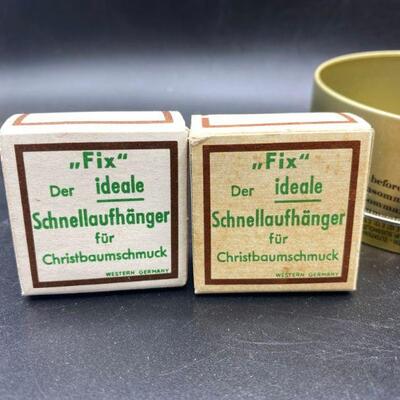 „Fix“
Der ideale
Schnellaufhänger
für
Christbaumschmuck
WESTERN GERMANY
„Fix“
Der ideale
Schnellaufhänger
für
Christbaumschmuck
WESTERN GERMANY
before